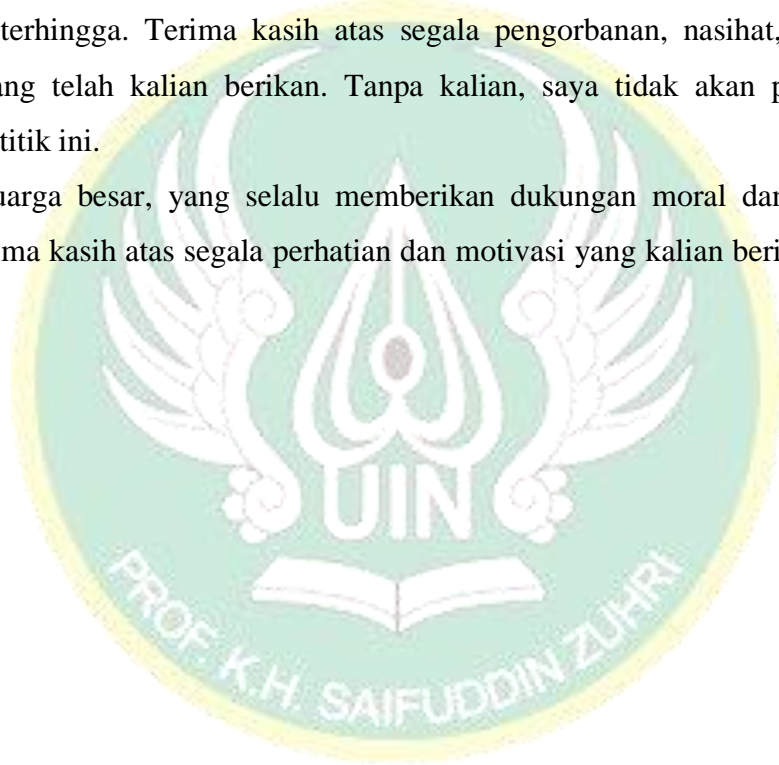 terhingga. Terima kasih atas segala pengorbanan, nasihat,
ang telah kalian berikan. Tanpa kalian, saya tidak akan p
titik ini.
uarga besar, yang selalu memberikan dukungan moral dar
ma kasih atas segala perhatian dan motivasi yang kalian beri
UIN
PROF. K.H. SAIFUDDIN ZUHRI